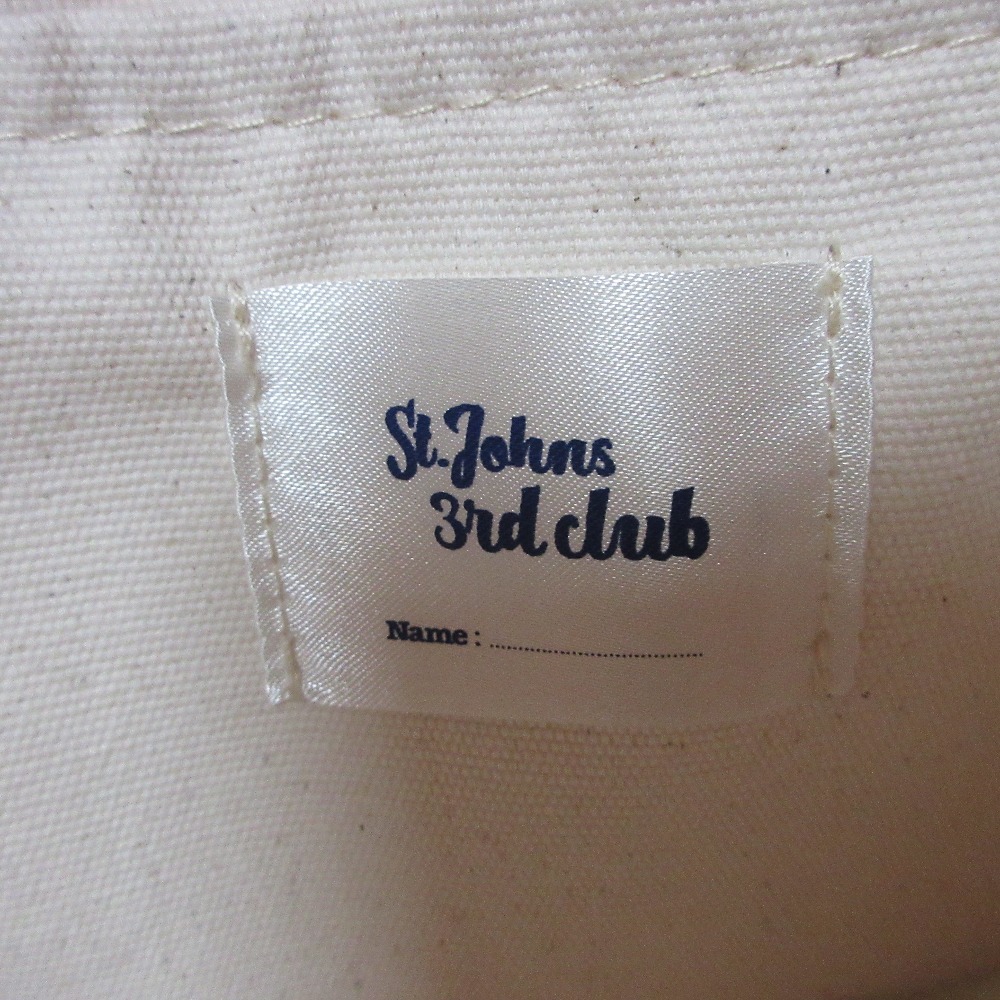 St. Johns
3rd club
Name : ........................................